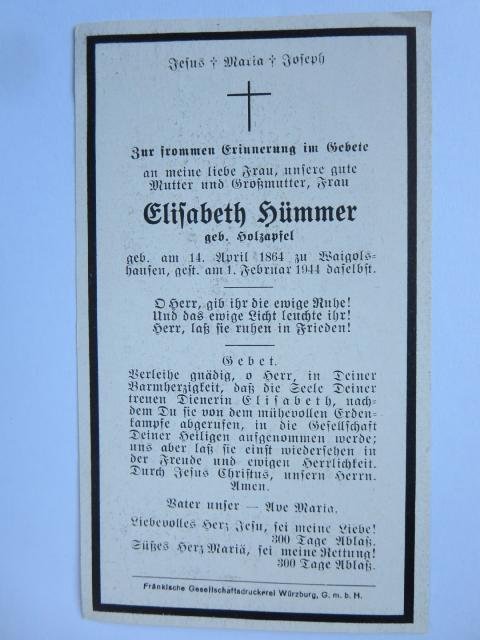 Jesus † Maria † Joseph
Zur frommen Erinnerung im Gebete
an meine liebe Frau, unsere gute
Mutter und Großmutter, Frau
Elisabeth Hümmer
geb. Holzapfel
geb. am 14. April 1864 zu Waigols-
hausen, gest. am 1. Februar 1944 daselbst.
O Herr, gib ihr die ewige Ruhe!
Und das ewige Licht leuchte ihr!
Herr, laß sie ruhen in Frieden!
Gebet.
Verleihe gnädig, o Herr, in Deiner
Barmherzigkeit, daß die Seele Deiner
treuen Dienerin Elisabeth, nach-
dem Du sie von dem mühevollen Erden-
kampfe abgerufen, in die Gesellschaft
Deiner Heiligen aufgenommen werde;
uns aber laß sie einst wiedersehen in
der Freude und ewigen Herrlichkeit.
Durch Jesus Christus, unsern Herrn.
Amen.
Vater unser — Ave Maria.
Liebevolles Herz Jesu, sei meine Liebe!
300 Tage Ablaß.
Süßes Herz Mariä, sei meine Rettung!
300 Tage Ablaß.
Fränkische Gesellschaftsdruckerei Würzburg, G. m. b. H.